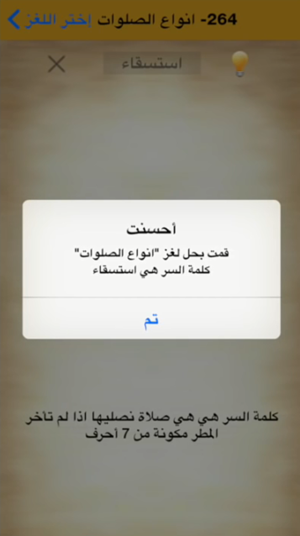 264- انواع الصلوات
إختر اللغز
استسقاء
أحسنت
قمت بحل لغز "انواع الصلوات"
كلمة السر هي استسقاء
تم
كلمة السر هي هي صلاة نصليها اذا لم تأخر
المطر مكونة من 7 أحرف